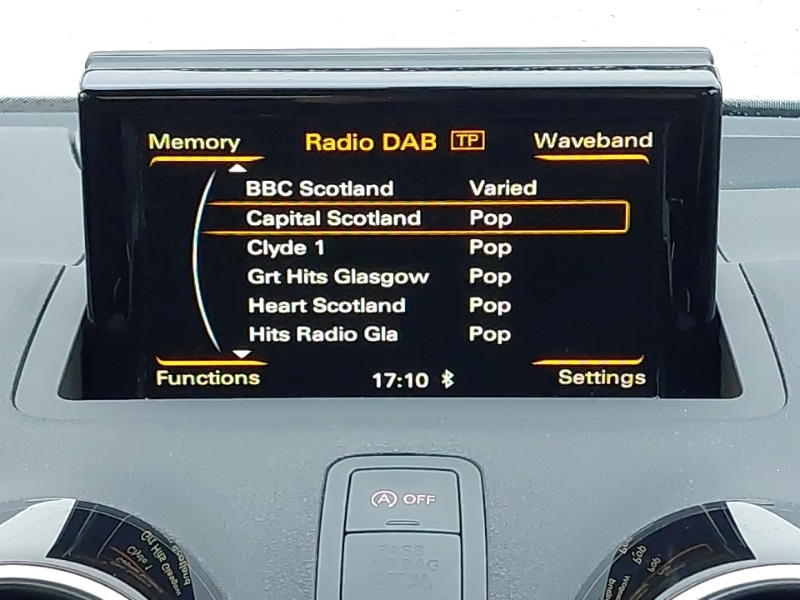 Memory Radio DAB TP Waveband
BBC Scotland Varied
Capital Scotland Pop
Clyde 1 Pop
Grt Hits Glasgow Pop
Heart Scotland Pop
Hits Radio Gla Pop
Functions 17:10 Settings
A OFF
PASS